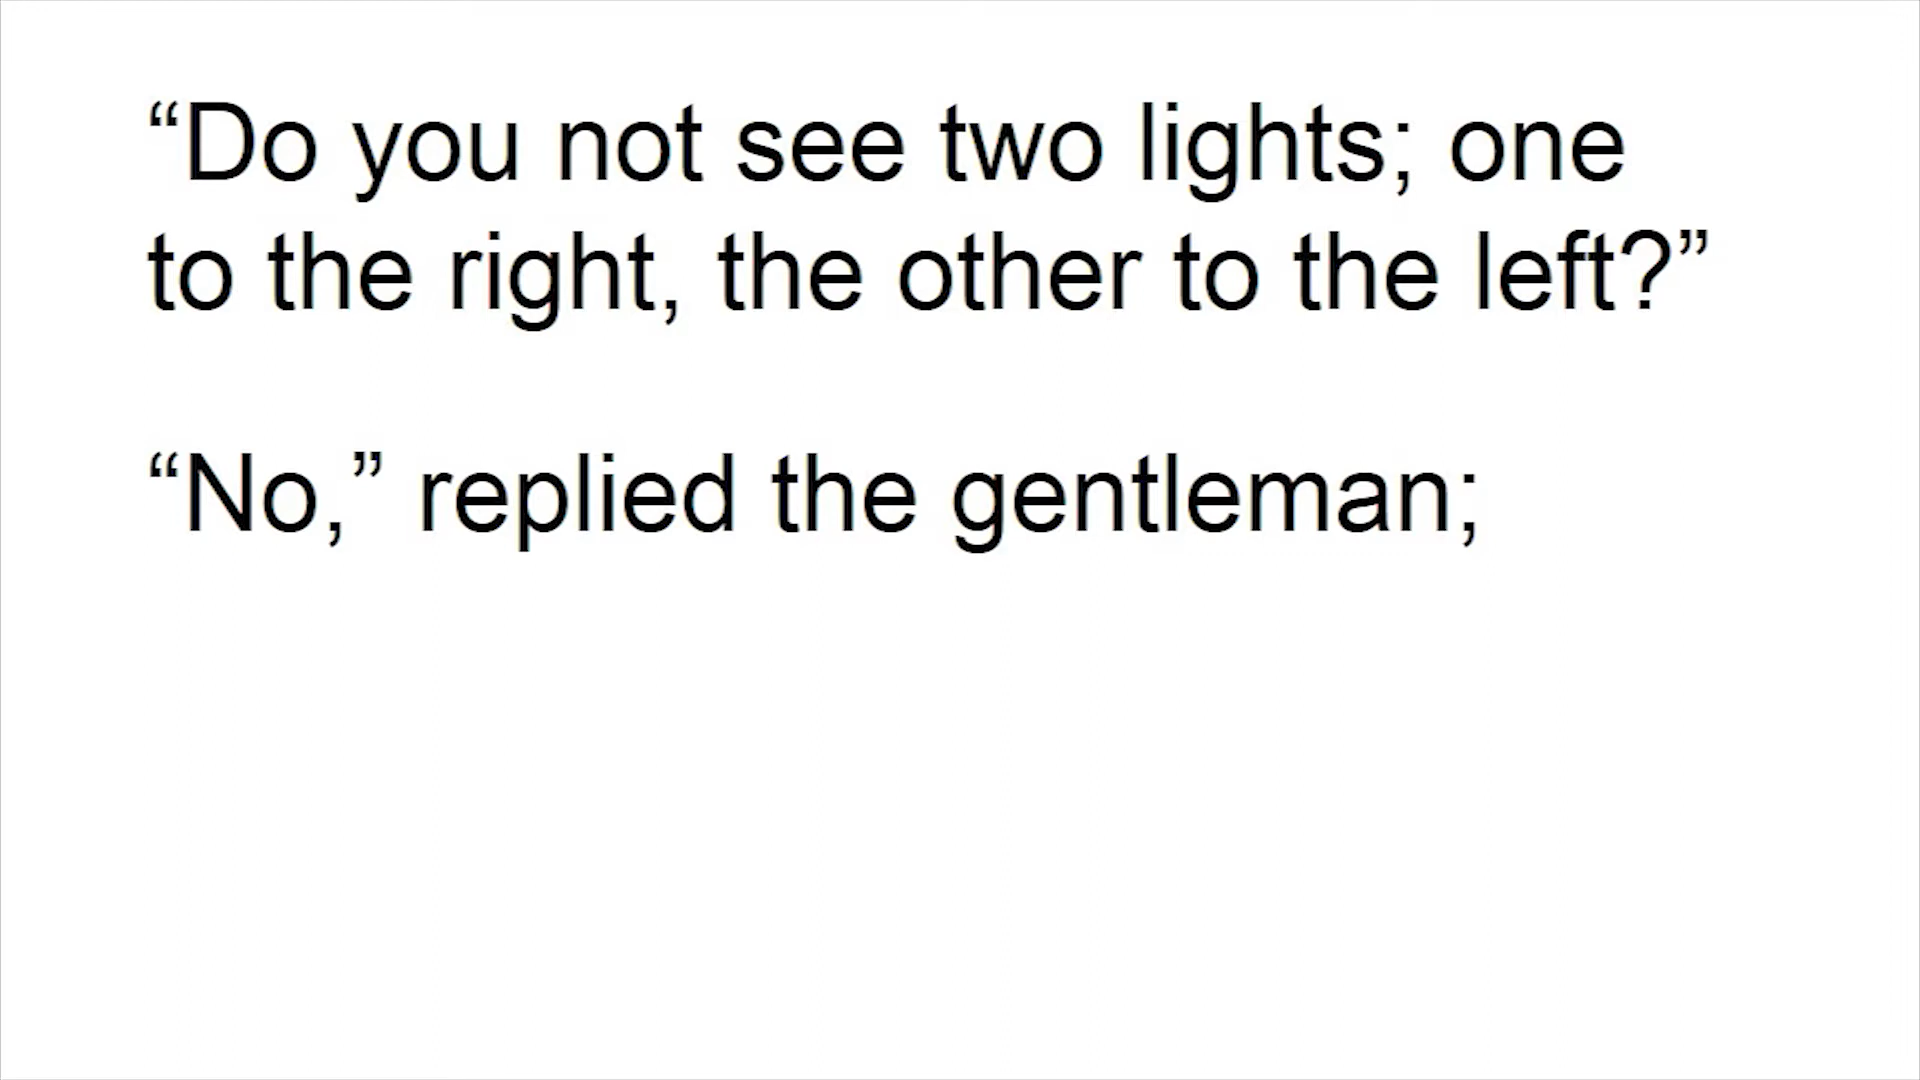 “Do you not see two lights; one
to the right, the other to the left?”
“No,” replied the gentleman;